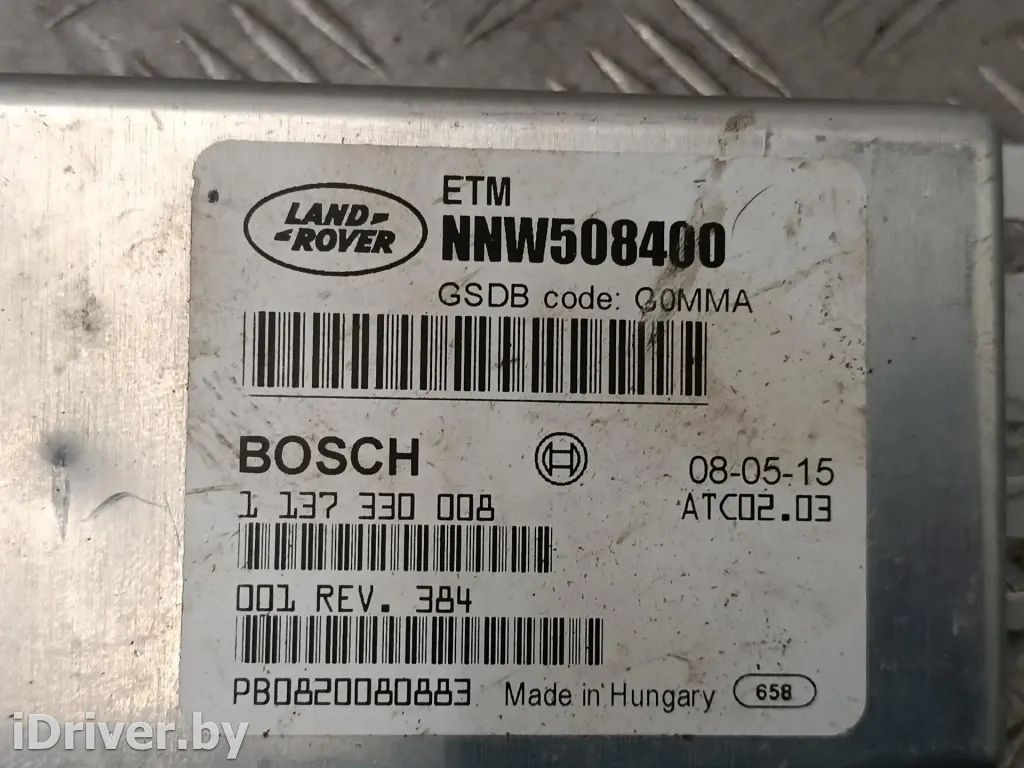 LAND-
-ROVER
ETM
NNW508400
GSDB code: G0MMA
BOSCH
08-05-15
1 137 330 008
ATC02.03
001 REV. 384
PB0820080883 Made in Hungary 658
iDriver.by